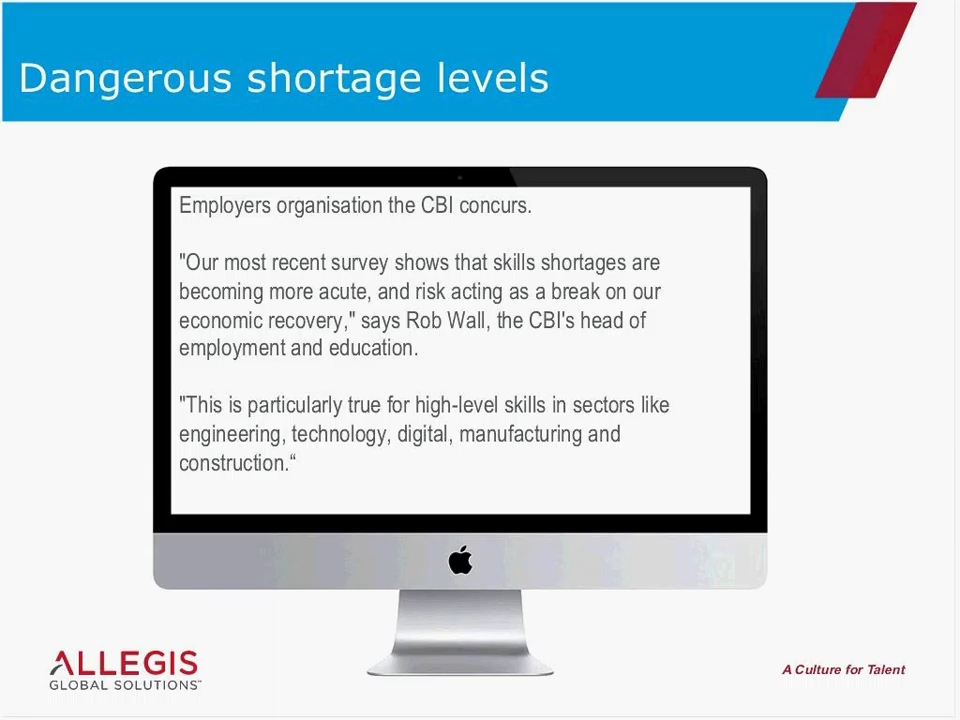 Dangerous shortage levels
Employers organisation the CBI concurs.
"Our most recent survey shows that skills shortages are
becoming more acute, and risk acting as a break on our
economic recovery," says Rob Wall, the CBI's head of
employment and education.
"This is particularly true for high-level skills in sectors like
engineering, technology, digital, manufacturing and
construction.“
ALLEGIS
GLOBAL SOLUTIONS™
A Culture for Talent